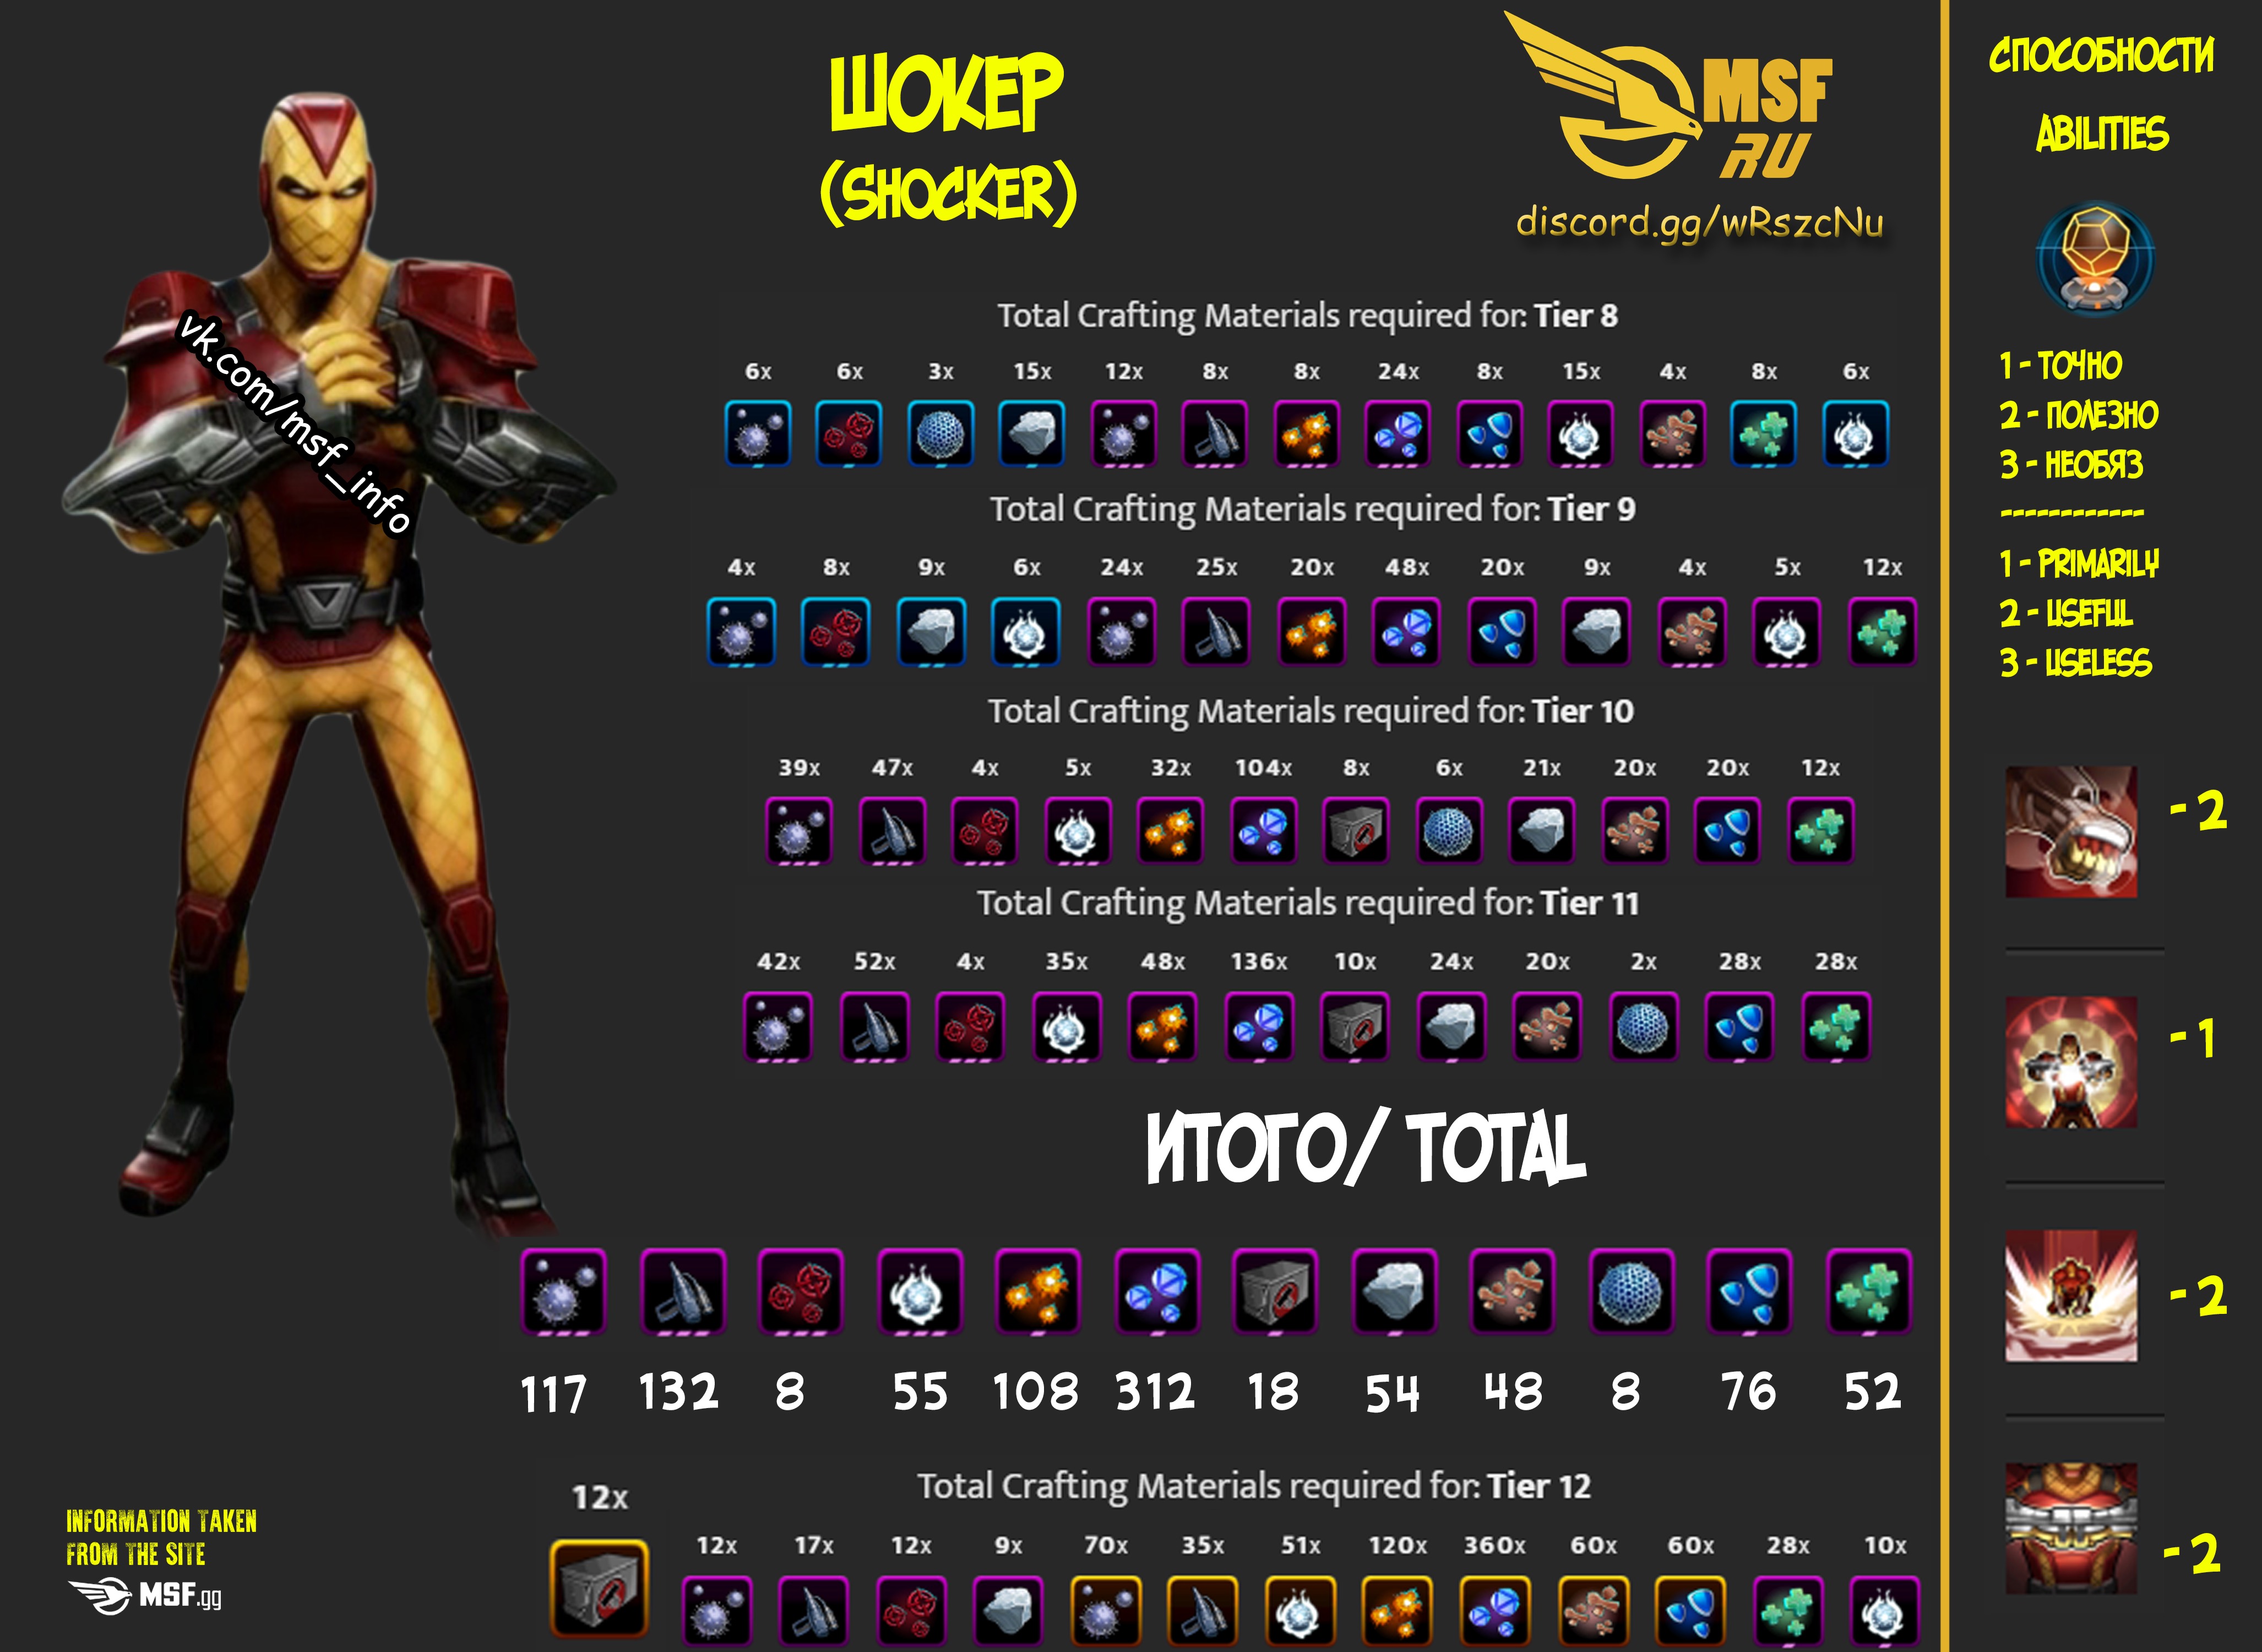 ШОКЕР
(SHOCKER)
MSF
RU
discord.gg/wRszcNu
vk.com/msf_info
Total Crafting Materials required for: Tier 8
6x 6x 3x 15x 12x 8x 8x 24x 8x 15x 4x 8x 6x
Total Crafting Materials required for: Tier 9
4x 8x 9x 6x 24x 25x 20x 48x 20x 9x 4x 5x 12x
Total Crafting Materials required for: Tier 10
39x 47x 4x 5x 32x 104x 8x 6x 21x 20x 20x 12x
Total Crafting Materials required for: Tier 11
42x 52x 4x 35x 48x 136x 10x 24x 20x 2x 28x 28x
ИТОГО/ TOTAL
117 132 8 55 108 312 18 54 48 8 76 52
Total Crafting Materials required for: Tier 12
12x
12x 17x 12x 9x 70x 35x 51x 120x 360x 60x 60x 28x 10x
INFORMATION TAKEN
FROM THE SITE
MSF.gg
СПОСОБНОСТИ
ABILITIES
1 - ТОЧНО
2 - ПОЛЕЗНО
3 - НЕОБЯЗ
------------
1 - PRIMARILY
2 - USEFUL
3 - USELESS
- 2
- 1
- 2
- 2